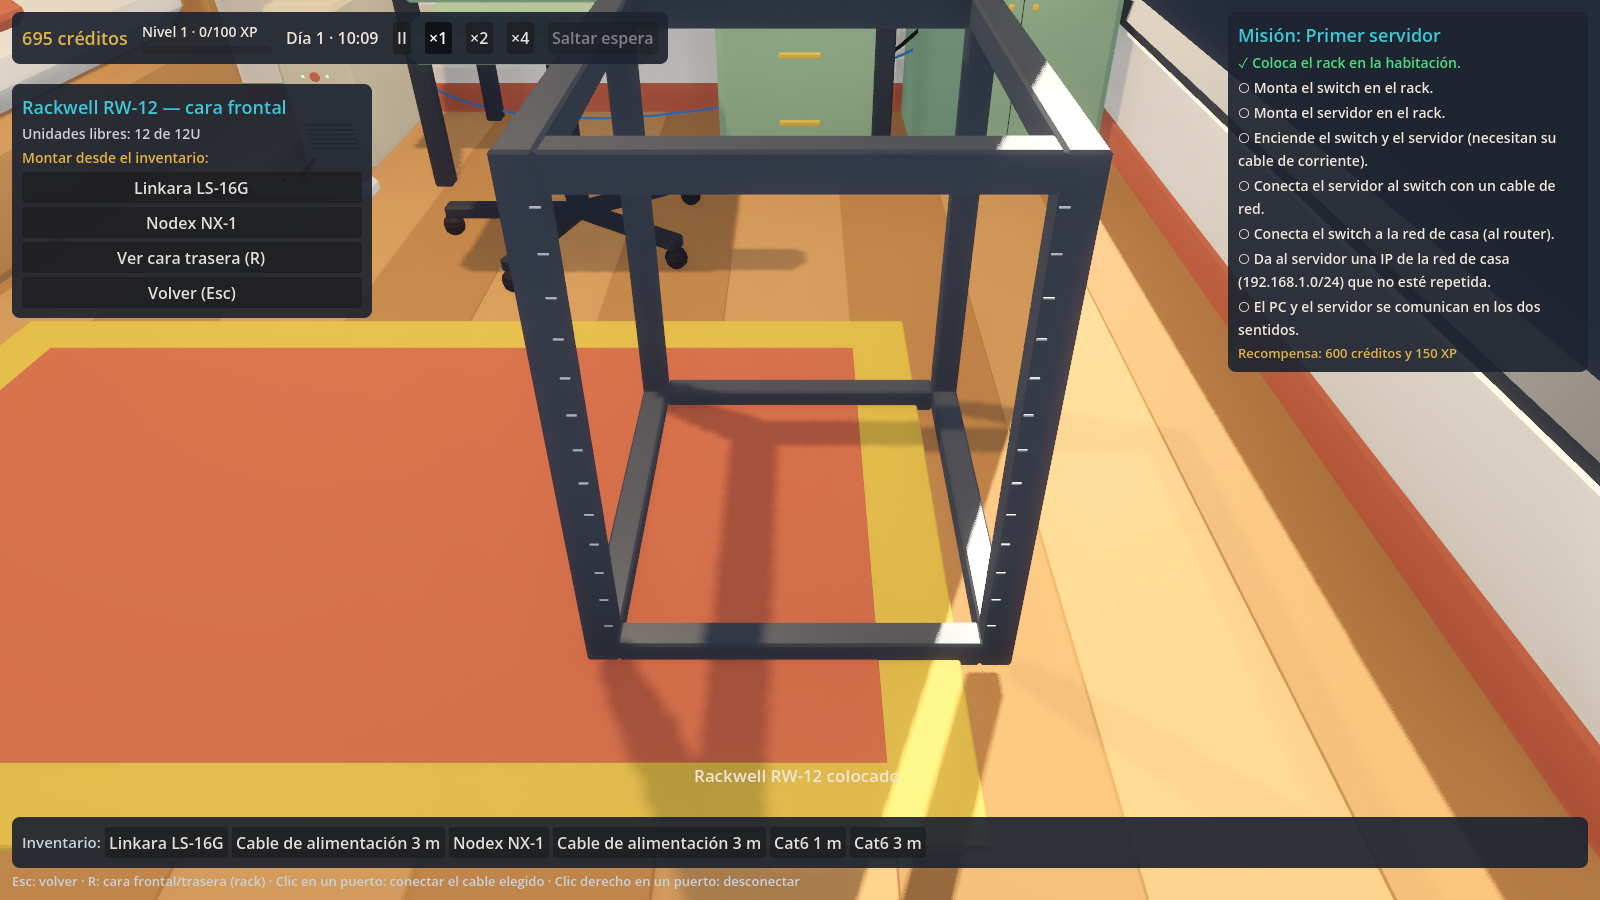 695 créditos
Nivel 1 · 0/100 XP
Día 1 · 10:09
II
×1
×2
×4
Saltar espera
Rackwell RW-12 — cara frontal
Unidades libres: 12 de 12U
Montar desde el inventario:
Linkara LS-16G
Nodex NX-1
Ver cara trasera (R)
Volver (Esc)
Misión: Primer servidor
✓ Coloca el rack en la habitación.
○ Monta el switch en el rack.
○ Monta el servidor en el rack.
○ Enciende el switch y el servidor (necesitan su
cable de corriente).
○ Conecta el servidor al switch con un cable de
red.
○ Conecta el switch a la red de casa (al router).
○ Da al servidor una IP de la red de casa
(192.168.1.0/24) que no esté repetida.
○ El PC y el servidor se comunican en los dos
sentidos.
Recompensa: 600 créditos y 150 XP
Rackwell RW-12 colocado
Inventario: Linkara LS-16G Cable de alimentación 3 m Nodex NX-1 Cable de alimentación 3 m Cat6 1 m Cat6 3 m
Esc: volver · R: cara frontal/trasera (rack) · Clic en un puerto: conectar el cable elegido · Clic derecho en un puerto: desconectar